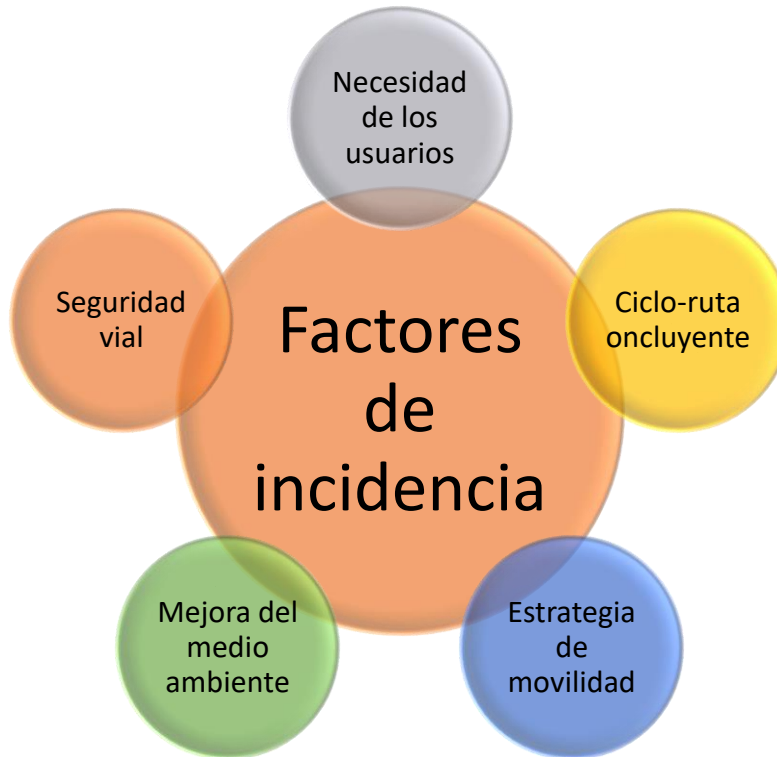 Necesidad
de los
usuarios
Seguridad
vial
Ciclo-ruta
oncluyente
Factores
de
incidencia
Mejora del
medio
ambiente
Estrategia
de
movilidad